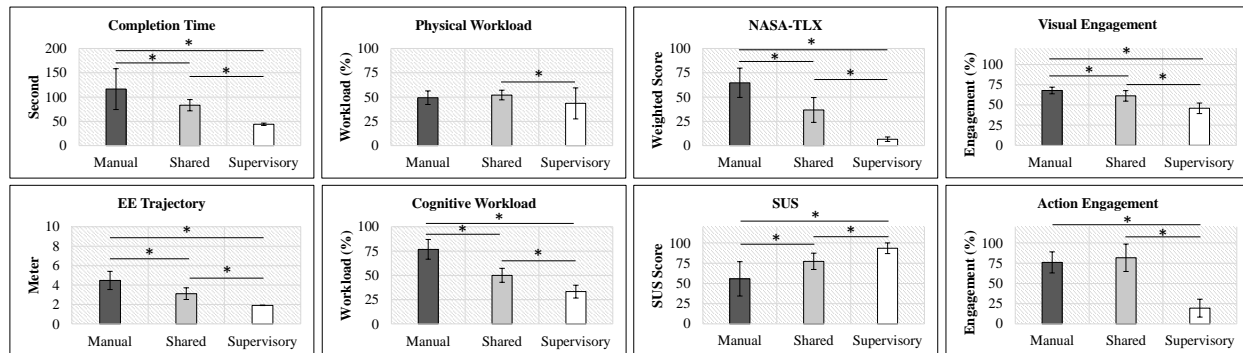 Completion Time
Second
200
150
100
50
0
*
*
*
Manual Shared Supervisory
Physical Workload
Workload (%)
100
75
50
25
0
*
Manual Shared Supervisory
NASA-TLX
Weighted Score
100
75
50
25
0
*
*
*
Manual Shared Supervisory
Visual Engagement
Engagement (%)
100
75
50
25
0
*
*
*
Manual Shared Supervisory
EE Trajectory
Meter
10
8
6
4
2
0
*
*
*
Manual Shared Supervisory
Cognitive Workload
Workload (%)
100
75
50
25
0
*
*
*
Manual Shared Supervisory
SUS
SUS Score
100
75
50
25
0
*
*
*
Manual Shared Supervisory
Action Engagement
Engagement (%)
100
75
50
25
0
*
*
Manual Shared Supervisory